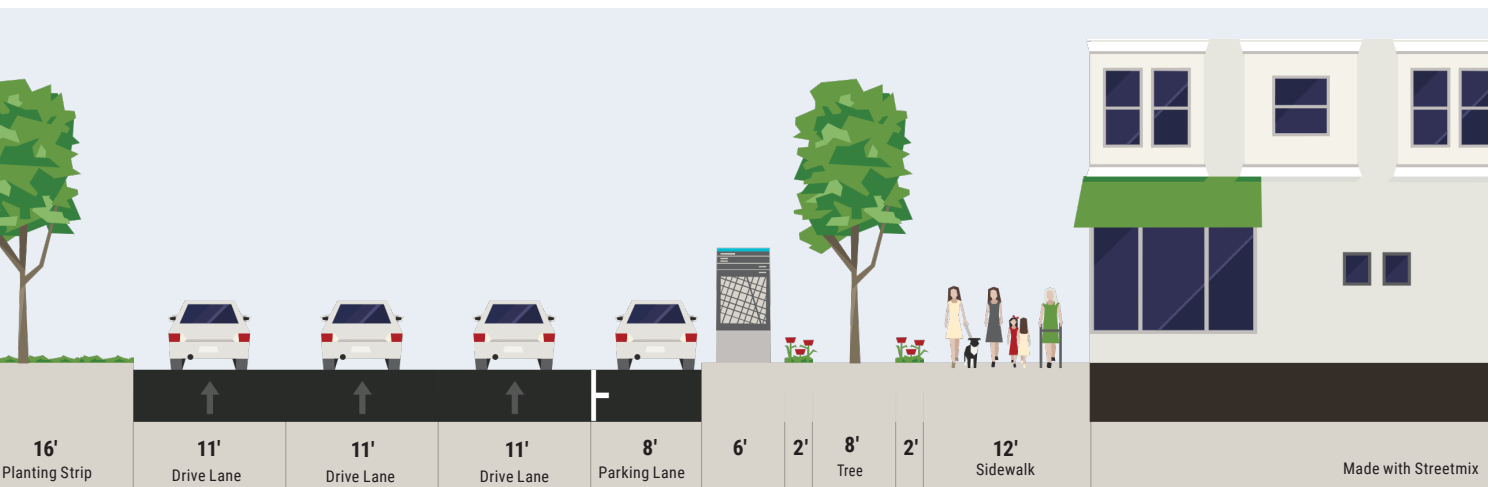 16'
Planting Strip
11'
Drive Lane
11'
Drive Lane
11'
Drive Lane
8'
Parking Lane
6'
2'
8'
Tree
2'
12'
Sidewalk
Made with Streetmix